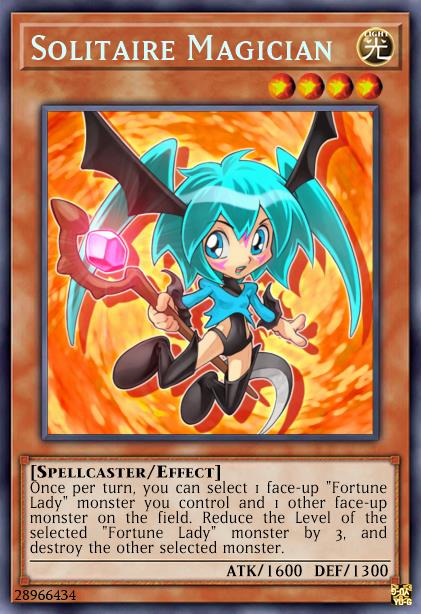 Solitaire Magician
LIGHT
光
[Spellcaster/Effect]
Once per turn, you can select 1 face-up "Fortune
Lady" monster you control and 1 other face-up
monster on the field. Reduce the Level of the
selected "Fortune Lady" monster by 3, and
destroy the other selected monster.
ATK/1600 DEF/1300
28966434